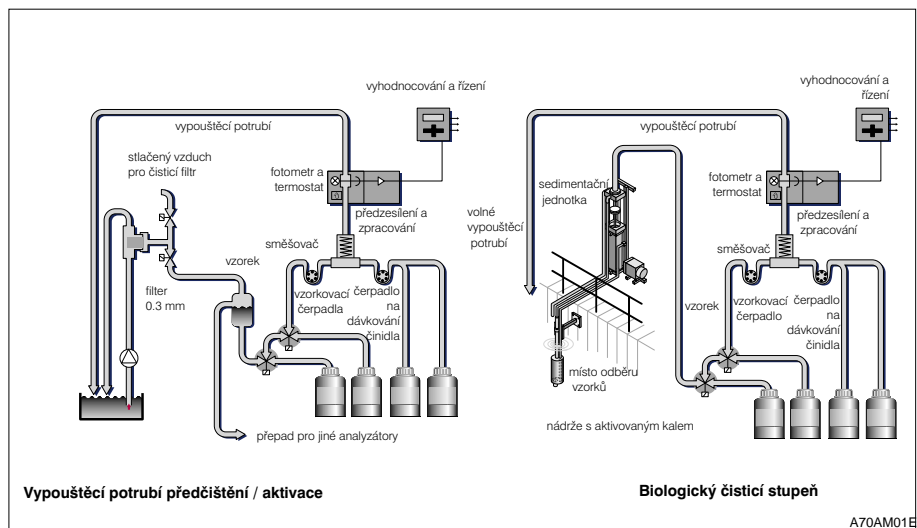 vyhodnocování a řízení
vypouštěcí potrubí
stlačený vzduch
pro čisticí filtr
fotometr a
termostat
předzesílení a
zpracování
směšovač
vzorek
filter
0.3 mm
vzorkovací
čerpadla
čerpadlo
na
dávkování
činidla
přepad pro jiné analyzátory
Vypouštěcí potrubí předčištění / aktivace
vyhodnocování a
řízení
vypouštěcí potrubí
sedimentační
jednotka
fotometr a
termostat
volné
vypouštěcí
potrubí
předzesílení a
zpracování
směšovač
vzorek
vzorkovací
čerpadlo
čerpadlo
na
dávkování
činidla
místo odběru
vzorků
nádrže s aktivovaným kalem
Biologický čisticí stupeň
A70AM01E